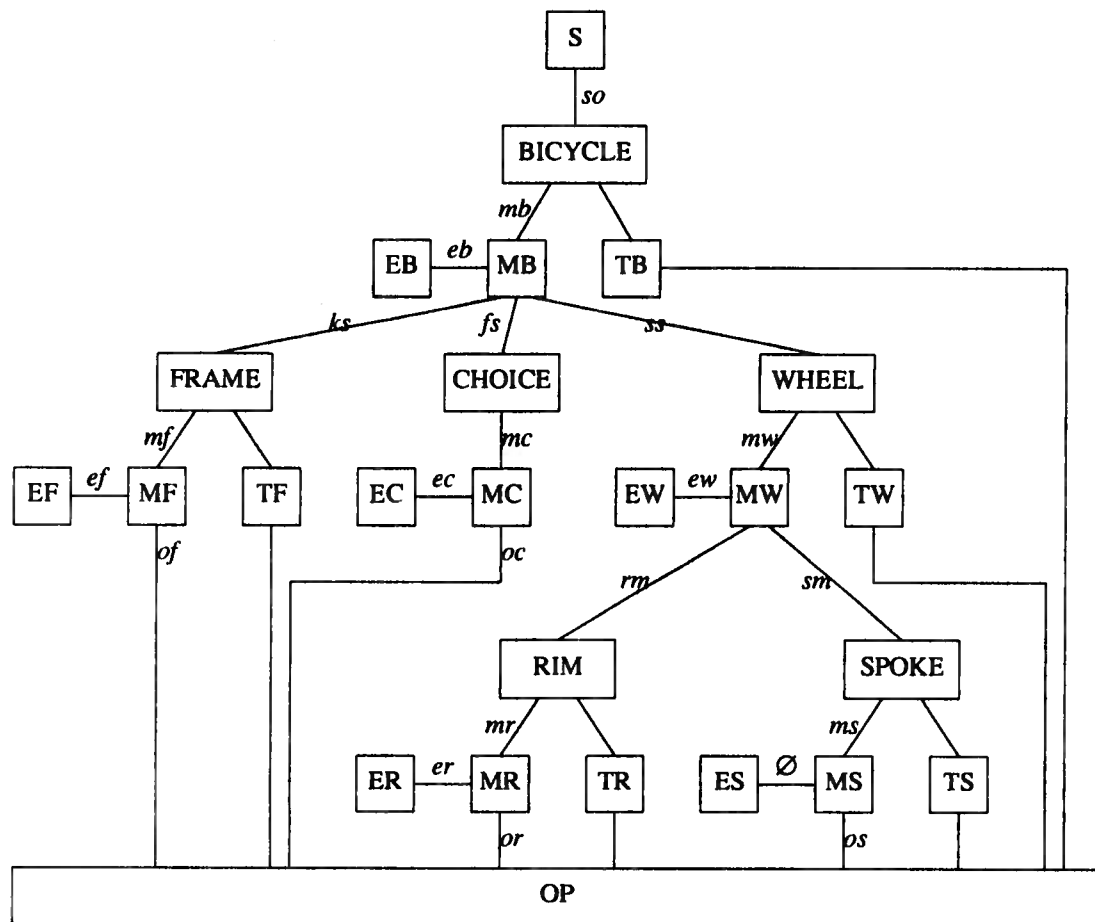 S
so
BICYCLE
mb
EB eb MB TB
ks fs ss
FRAME CHOICE WHEEL
mf mc mw
EF ef MF TF EC ec MC EW ew MW TW
of oc
rm sm
RIM SPOKE
mr ms
ER er MR TR ES ∅ MS TS
or os
OP